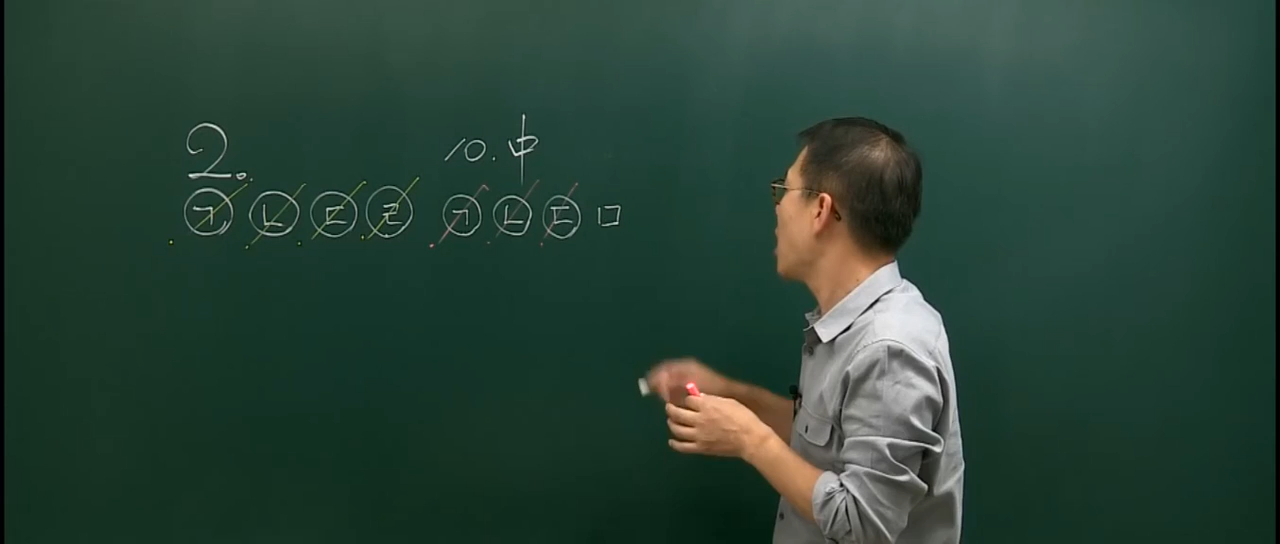 2. 10. 中
㉠ ㉡ ㉢ ㉣ ㉠ ㉡ ㉢ ㅁ